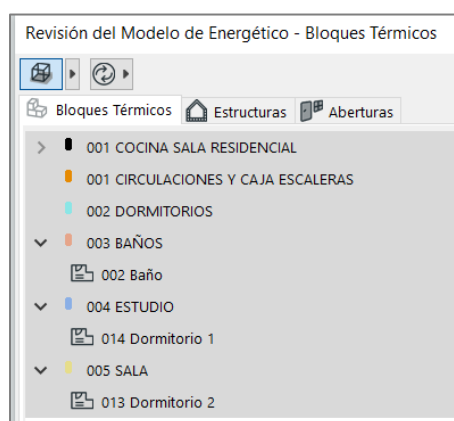 Revisión del Modelo de Energético - Bloques Térmicos
Bloques Térmicos Estructuras Aberturas
001 COCINA SALA RESIDENCIAL
001 CIRCULACIONES Y CAJA ESCALERAS
002 DORMITORIOS
003 BAÑOS
002 Baño
004 ESTUDIO
014 Dormitorio 1
005 SALA
013 Dormitorio 2